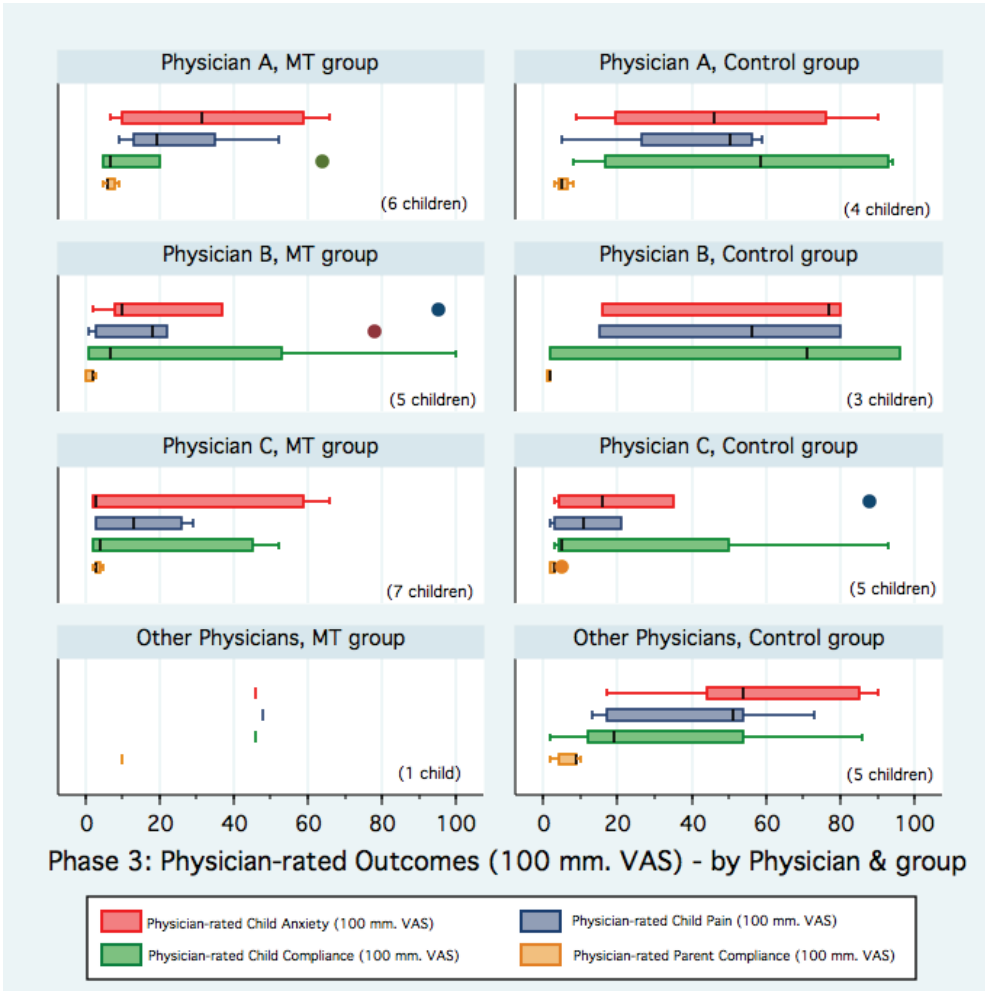 Physician A, MT group
Physician A, Control group
(6 children)
(4 children)
Physician B, MT group
Physician B, Control group
(5 children)
(3 children)
Physician C, MT group
Physician C, Control group
(7 children)
(5 children)
Other Physicians, MT group
Other Physicians, Control group
(1 child)
(5 children)
0 20 40 60 80 100
0 20 40 60 80 100
Phase 3: Physician-rated Outcomes (100 mm. VAS) - by Physician & group
Physician-rated Child Anxiety (100 mm. VAS)
Physician-rated Child Pain (100 mm. VAS)
Physician-rated Child Compliance (100 mm. VAS)
Physician-rated Parent Compliance (100 mm. VAS)